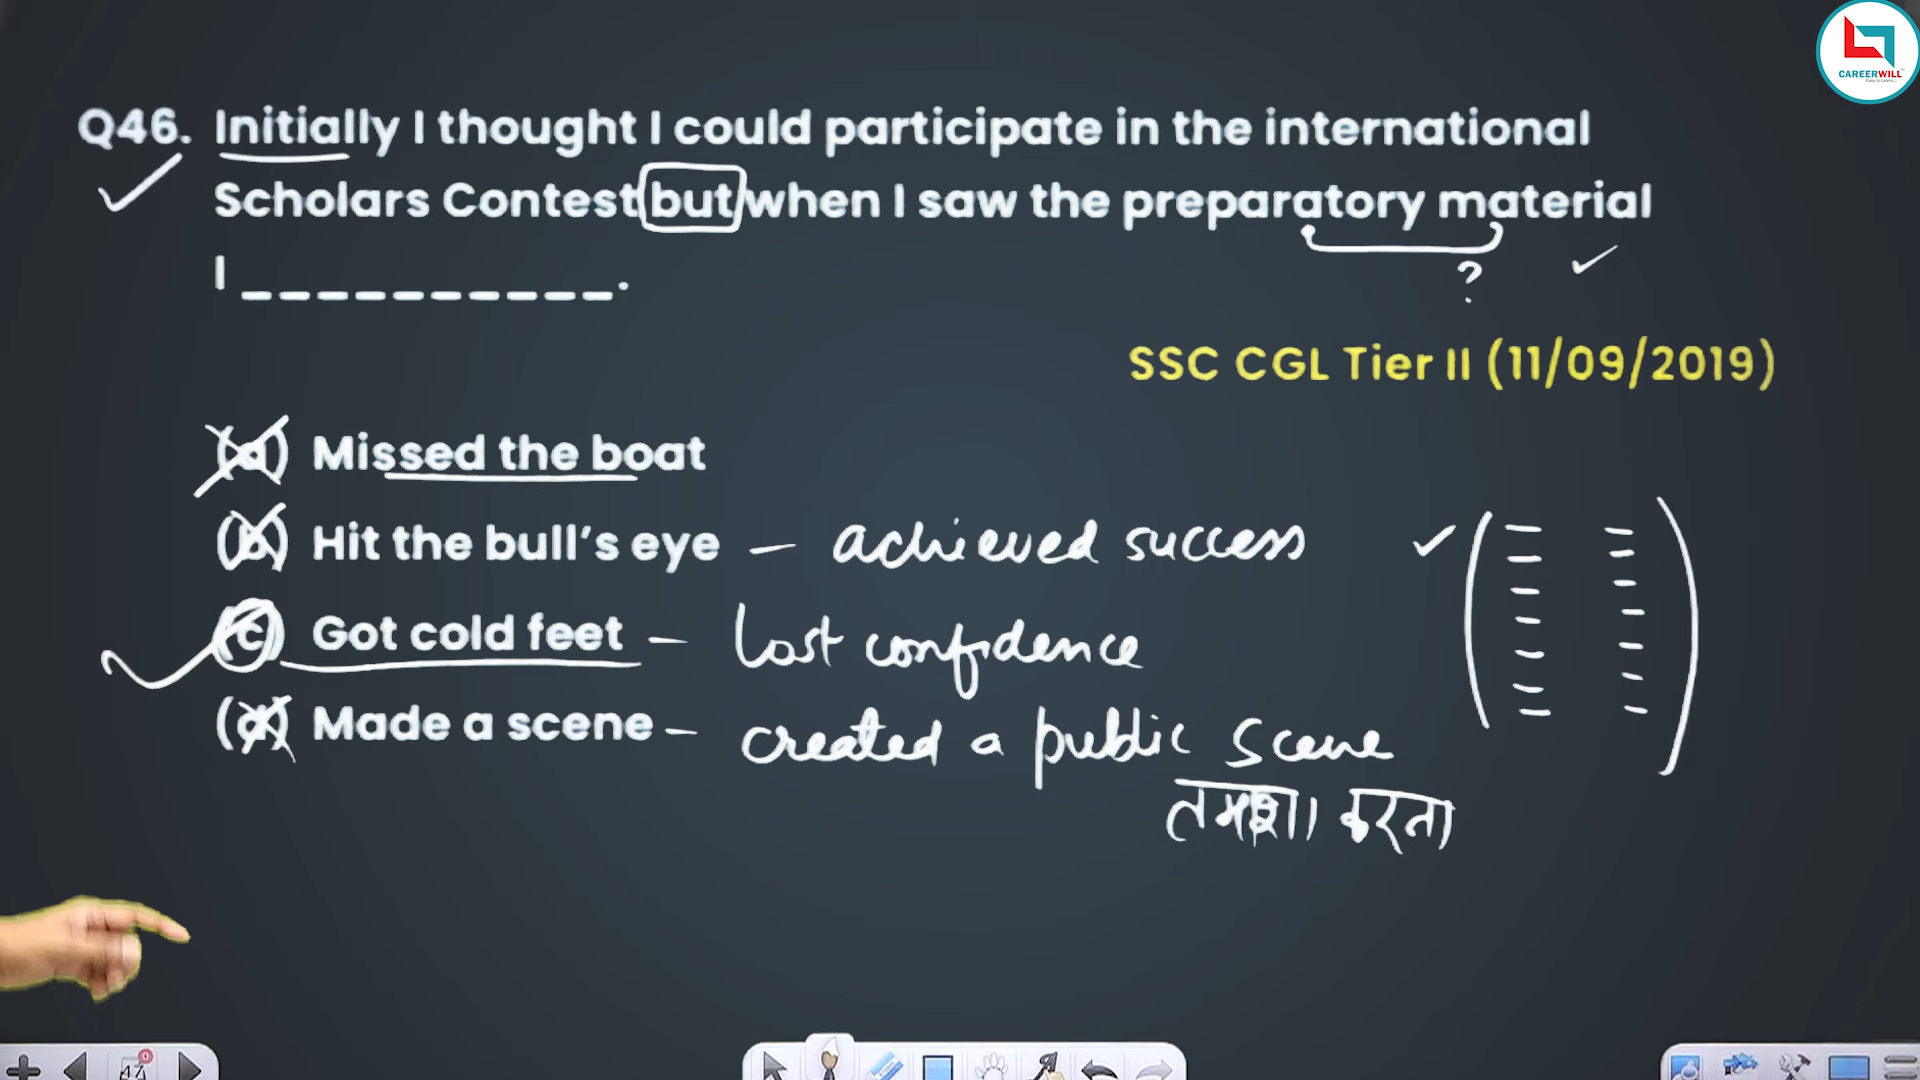 CAREERWILL
Q46. Initially I thought I could participate in the international
Scholars Contest but when I saw the preparatory material
I __________.
?
SSC CGL Tier II (11/09/2019)
(a) Missed the boat
(b) Hit the bull's eye – achieved success
(c) Got cold feet – lost confidence
(d) Made a scene – created a public scene
तमाशा करना
47